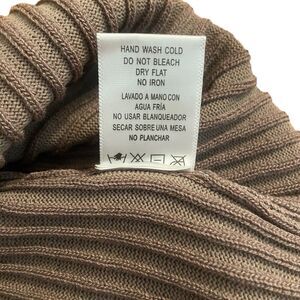 HAND WASH COLD
DO NOT BLEACH
DRY FLAT
NO IRON
LAVADO A MANO CON
AGUA FRÍA
NO USAR BLANQUEADOR
SECAR SOBRE UNA MESA
NO PLANCHAR